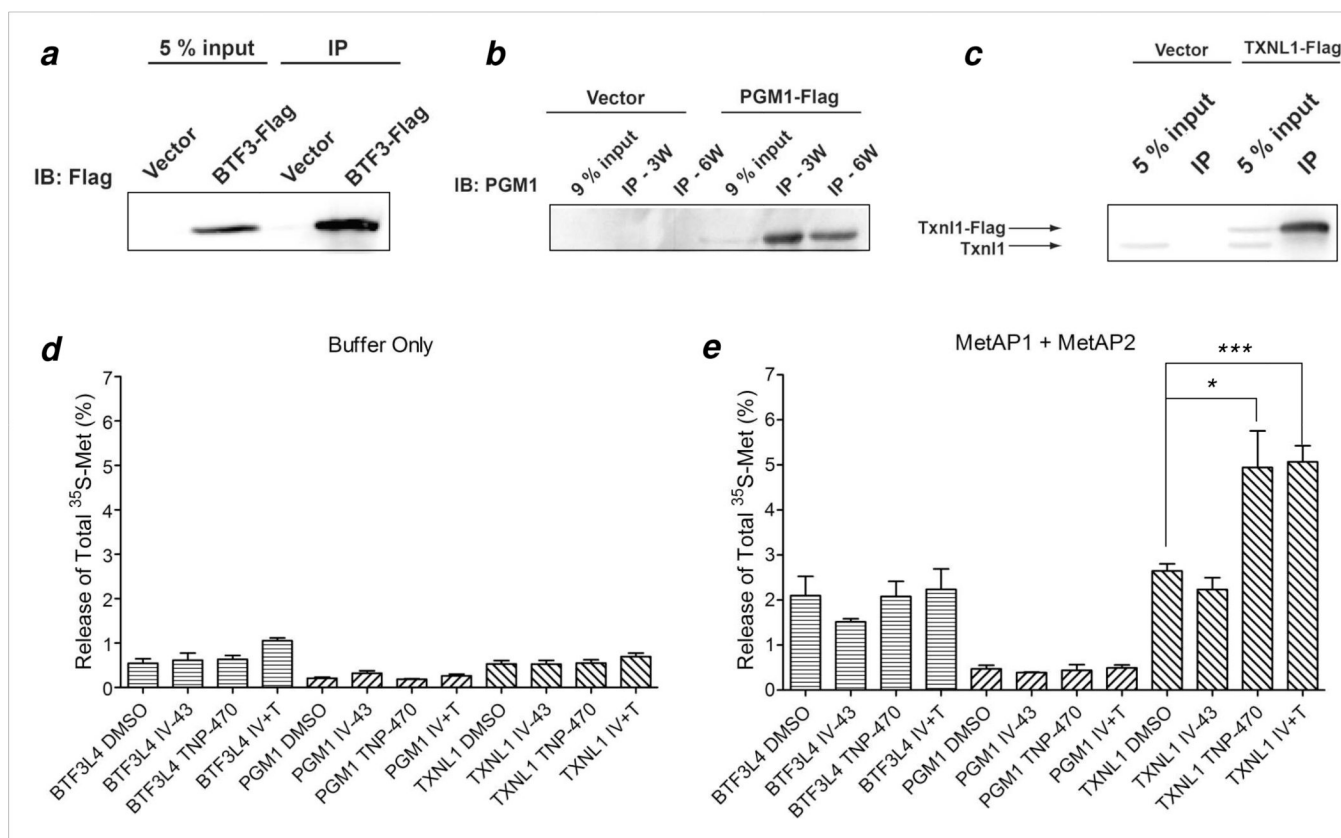 a
5 % input
IP
Vector
BTF3-Flag
Vector
BTF3-Flag
IB: Flag
b
Vector
PGM1-Flag
9 % input
IP - 3W
IP - 6W
9 % input
IP - 3W
IP - 6W
IB: PGM1
c
Vector
TXNL1-Flag
5 % input
IP
5 % input
IP
Txnl1-Flag
Txnl1
d
Buffer Only
Release of Total ³⁵S-Met (%)
7
6
5
4
3
2
1
0
BTF3L4 DMSO
BTF3L4 IV-43
BTF3L4 TNP-470
BTF3L4 IV+T
PGM1 DMSO
PGM1 IV-43
PGM1 TNP-470
PGM1 IV+T
TXNL1 DMSO
TXNL1 IV-43
TXNL1 TNP-470
TXNL1 IV+T
e
MetAP1 + MetAP2
***
*
Release of Total ³⁵S-Met (%)
7
6
5
4
3
2
1
0
BTF3L4 DMSO
BTF3L4 IV-43
BTF3L4 TNP-470
BTF3L4 IV+T
PGM1 DMSO
PGM1 IV-43
PGM1 TNP-470
PGM1 IV+T
TXNL1 DMSO
TXNL1 IV-43
TXNL1 TNP-470
TXNL1 IV+T